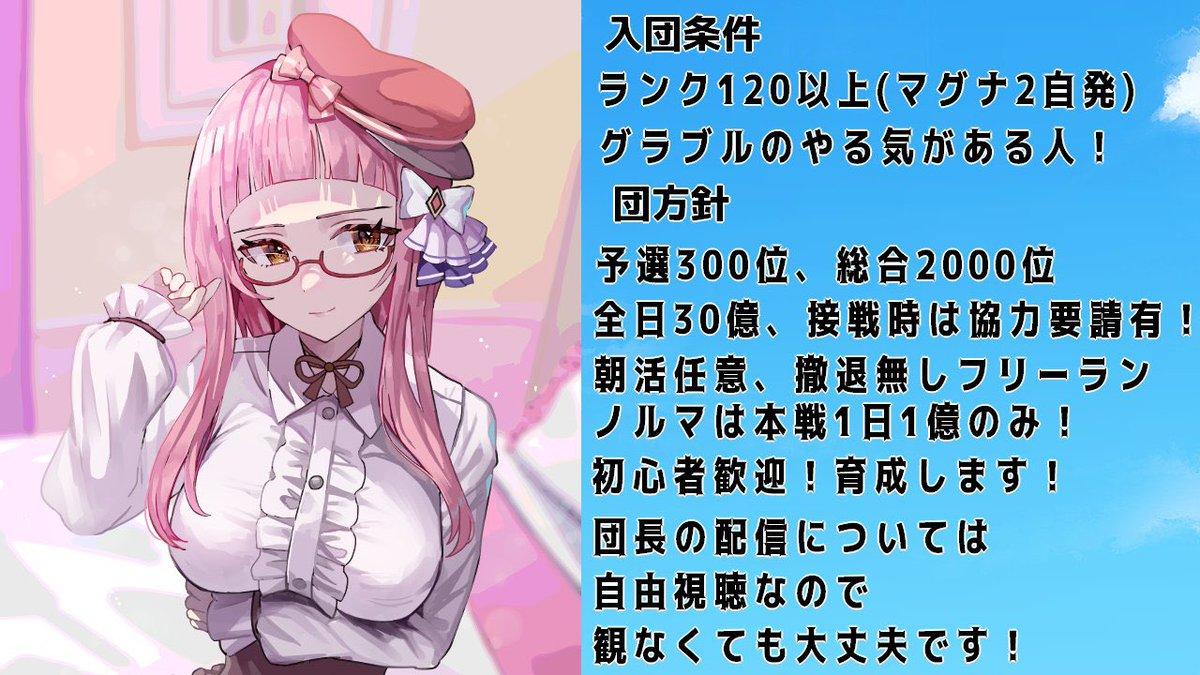 入団条件
ランク120以上(マグナ2自発)
グラブルのやる気がある人！
団方針
予選300位、総合2000位
全日30億、接戦時は協力要請有！
朝活任意、撤退無しフリーラン
ノルマは本戦1日1億のみ！
初心者歓迎！育成します！
団長の配信については
自由視聴なので
観なくても大丈夫です！